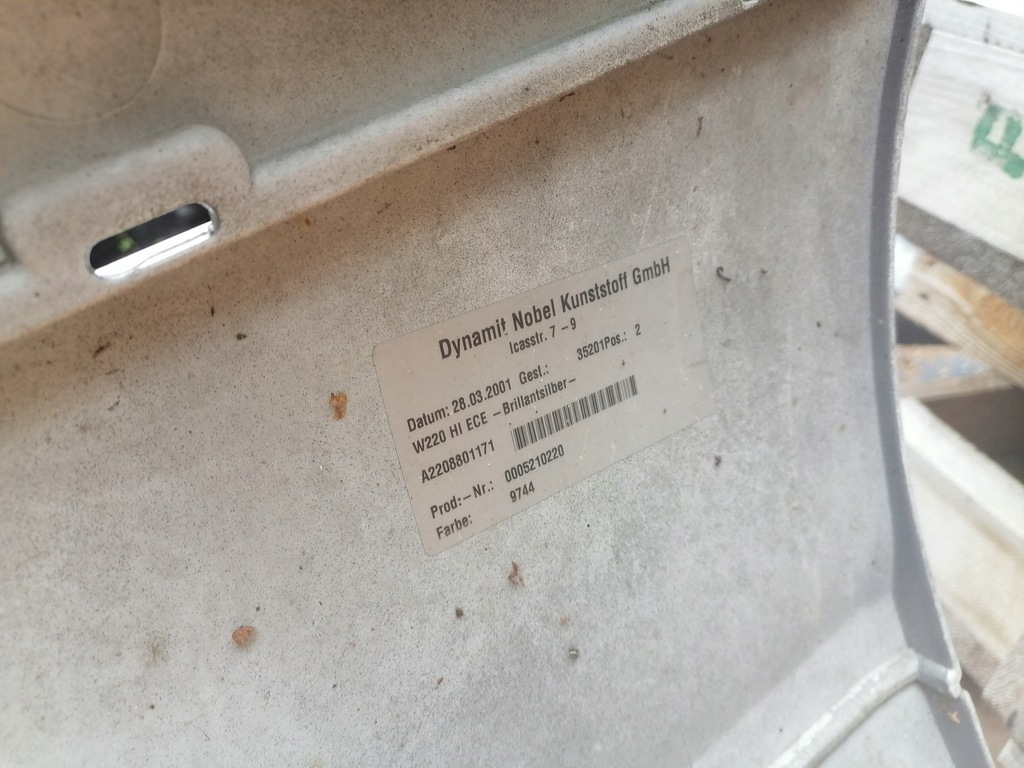 Dynamit Nobel Kunststoff GmbH
Icasstr. 7 – 9
Datum: 28.03.2001 Gest.: 35201Pos.: 2
W220 HI ECE –Brillantsilber–
A2208801171
Prod:–Nr.: 0005210220
Farbe: 9744